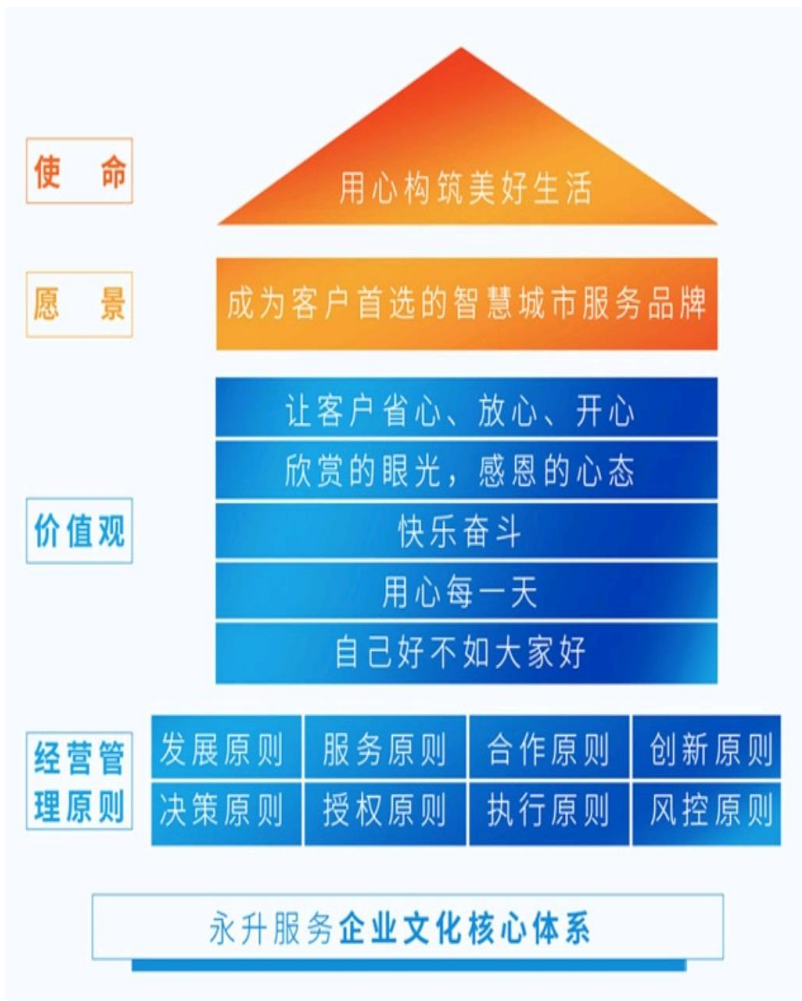 使 命
用心构筑美好生活
愿 景
成为客户首选的智慧城市服务品牌
价值观
让客户省心、放心、开心
欣赏的眼光，感恩的心态
快乐奋斗
用心每一天
自己好不如大家好
经营管
理原则
发展原则 服务原则 合作原则 创新原则
决策原则 授权原则 执行原则 风控原则
永升服务企业文化核心体系